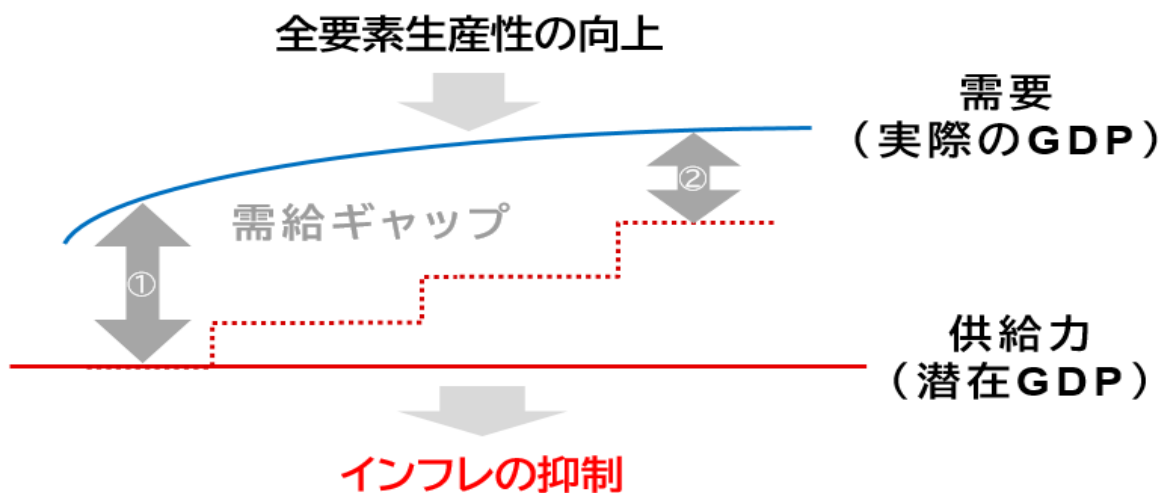 全要素生産性の向上
需要
（実際のGDP）
②
需給ギャップ
①
供給力
（潜在GDP）
インフレの抑制